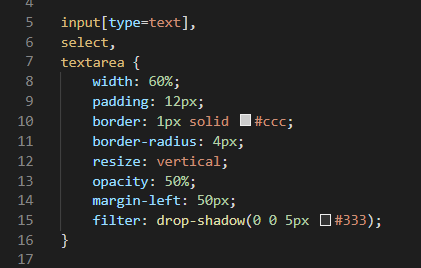 4
5 input[type=text],
6 select,
7 textarea {
8 width: 60%;
9 padding: 12px;
10 border: 1px solid #ccc;
11 border-radius: 4px;
12 resize: vertical;
13 opacity: 50%;
14 margin-left: 50px;
15 filter: drop-shadow(0 0 5px #333);
16 }
17